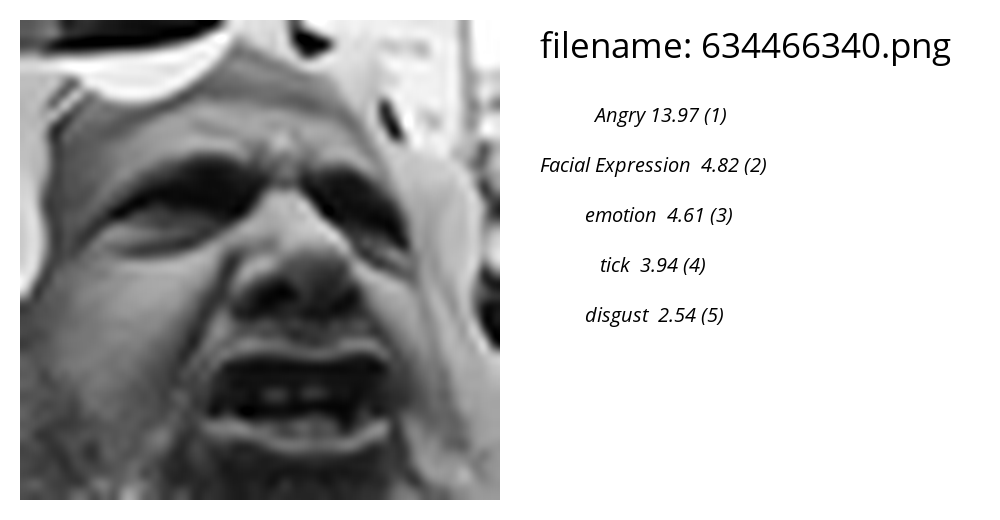 filename: 634466340.png
Angry 13.97 (1)
Facial Expression 4.82 (2)
emotion 4.61 (3)
tick 3.94 (4)
disgust 2.54 (5)